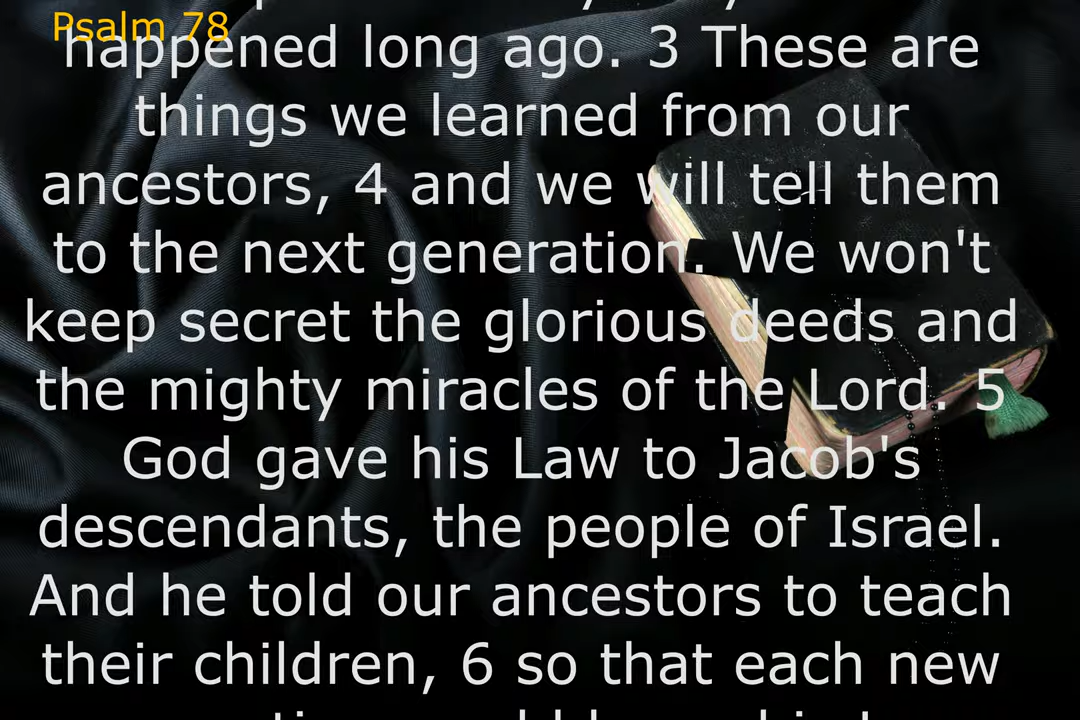 Psalm 78
happened long ago. 3 These are
things we learned from our
ancestors, 4 and we will tell them
to the next generation. We won't
keep secret the glorious deeds and
the mighty miracles of the Lord. 5
God gave his Law to Jacob's
descendants, the people of Israel.
And he told our ancestors to teach
their children, 6 so that each new